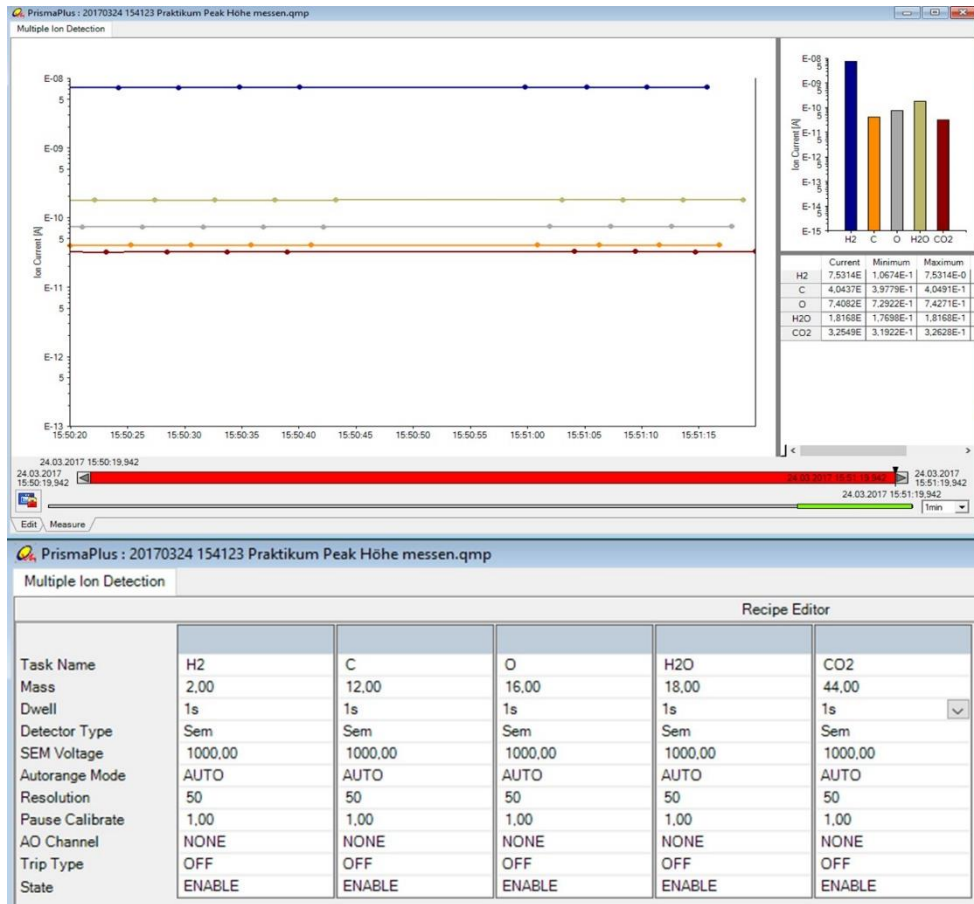 PrismaPlus : 20170324 154123 Praktikum Peak Höhe messen.qmp
Multiple Ion Detection
E-08
5
E-09
5
E-10
5
E-11
5
E-12
5
E-13
Ion Current [A]
15:50:20 15:50:25 15:50:30 15:50:35 15:50:40 15:50:45 15:50:50 15:50:55 15:51:00 15:51:05 15:51:10 15:51:15
E-08
5
E-09
5
E-10
5
E-11
5
E-12
5
E-13
5
E-14
5
E-15
Ion Current [A]
H2 C O H2O CO2
Current Minimum Maximum
H2 7,5314E 1,0674E-1 7,5314E-0
C 4,0437E 3,9779E-1 4,0491E-1
O 7,4082E 7,2922E-1 7,4271E-1
H2O 1,8168E 1,7698E-1 1,8168E-1
CO2 3,2549E 3,1922E-1 3,2628E-1
24.03.2017 15:50:19,942
24.03.2017
15:50:19,942
24.03.2017 15:51:19,942
24.03.2017
15:51:19,942
24.03.2017 15:51:19,942
1min
Edit Measure
PrismaPlus : 20170324 154123 Praktikum Peak Höhe messen.qmp
Multiple Ion Detection
Recipe Editor
Task Name H2 C O H2O CO2
Mass 2,00 12,00 16,00 18,00 44,00
Dwell 1s 1s 1s 1s 1s
Detector Type Sem Sem Sem Sem Sem
SEM Voltage 1000,00 1000,00 1000,00 1000,00 1000,00
Autorange Mode AUTO AUTO AUTO AUTO AUTO
Resolution 50 50 50 50 50
Pause Calibrate 1,00 1,00 1,00 1,00 1,00
AO Channel NONE NONE NONE NONE NONE
Trip Type OFF OFF OFF OFF OFF
State ENABLE ENABLE ENABLE ENABLE ENABLE